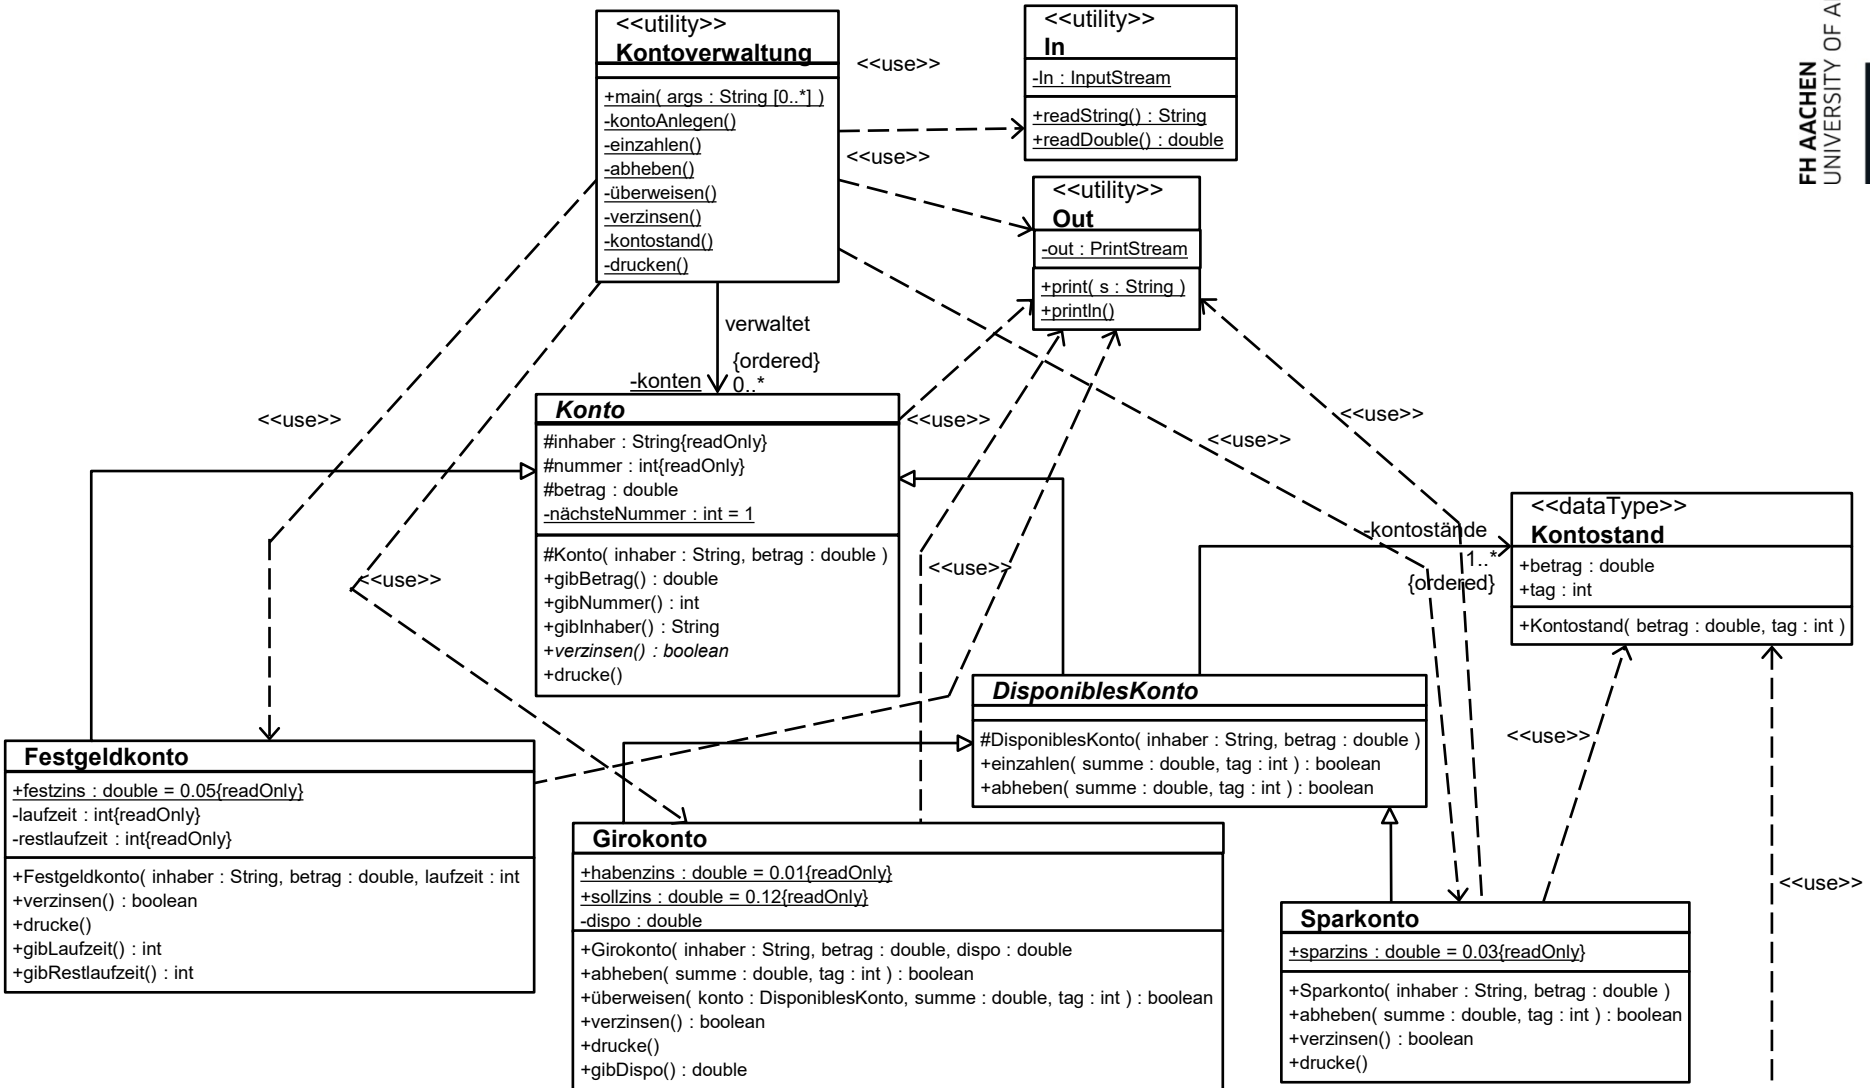 <<utility>>
Kontoverwaltung
+main( args : String [0..*] )
-kontoAnlegen()
-einzahlen()
-abheben()
-überweisen()
-verzinsen()
-kontostand()
-drucken()
<<use>>
<<utility>>
In
-In : InputStream
+readString() : String
+readDouble() : double
<<use>>
<<utility>>
Out
-out : PrintStream
+print( s : String )
+println()
FH AACHEN
UNIVERSITY OF
verwaltet
{ordered}
-konten
0..*
<<use>>
Konto
#inhaber : String{readOnly}
#nummer : int{readOnly}
#betrag : double
-nächsteNummer : int = 1
#Konto( inhaber : String, betrag : double )
+gibBetrag() : double
+gibNummer() : int
+gibInhaber() : String
+verzinsen() : boolean
+drucke()
<<use>>
<<use>>
<<use>>
<<use>>
<<use>>
-kontostände
1..*
{ordered}
<<dataType>>
Kontostand
+betrag : double
+tag : int
+Kontostand( betrag : double, tag : int )
DisponiblesKonto
#DisponiblesKonto( inhaber : String, betrag : double )
+einzahlen( summe : double, tag : int ) : boolean
+abheben( summe : double, tag : int ) : boolean
<<use>>
<<use>>
Festgeldkonto
+festzins : double = 0.05{readOnly}
-laufzeit : int{readOnly}
-restlaufzeit : int{readOnly}
+Festgeldkonto( inhaber : String, betrag : double, laufzeit : int
+verzinsen() : boolean
+drucke()
+gibLaufzeit() : int
+gibRestlaufzeit() : int
Girokonto
+habenzins : double = 0.01{readOnly}
+sollzins : double = 0.12{readOnly}
-dispo : double
+Girokonto( inhaber : String, betrag : double, dispo : double
+abheben( summe : double, tag : int ) : boolean
+überweisen( konto : DisponiblesKonto, summe : double, tag : int ) : boolean
+verzinsen() : boolean
+drucke()
+gibDispo() : double
Sparkonto
+sparzins : double = 0.03{readOnly}
+Sparkonto( inhaber : String, betrag : double )
+abheben( summe : double, tag : int ) : boolean
+verzinsen() : boolean
+drucke()